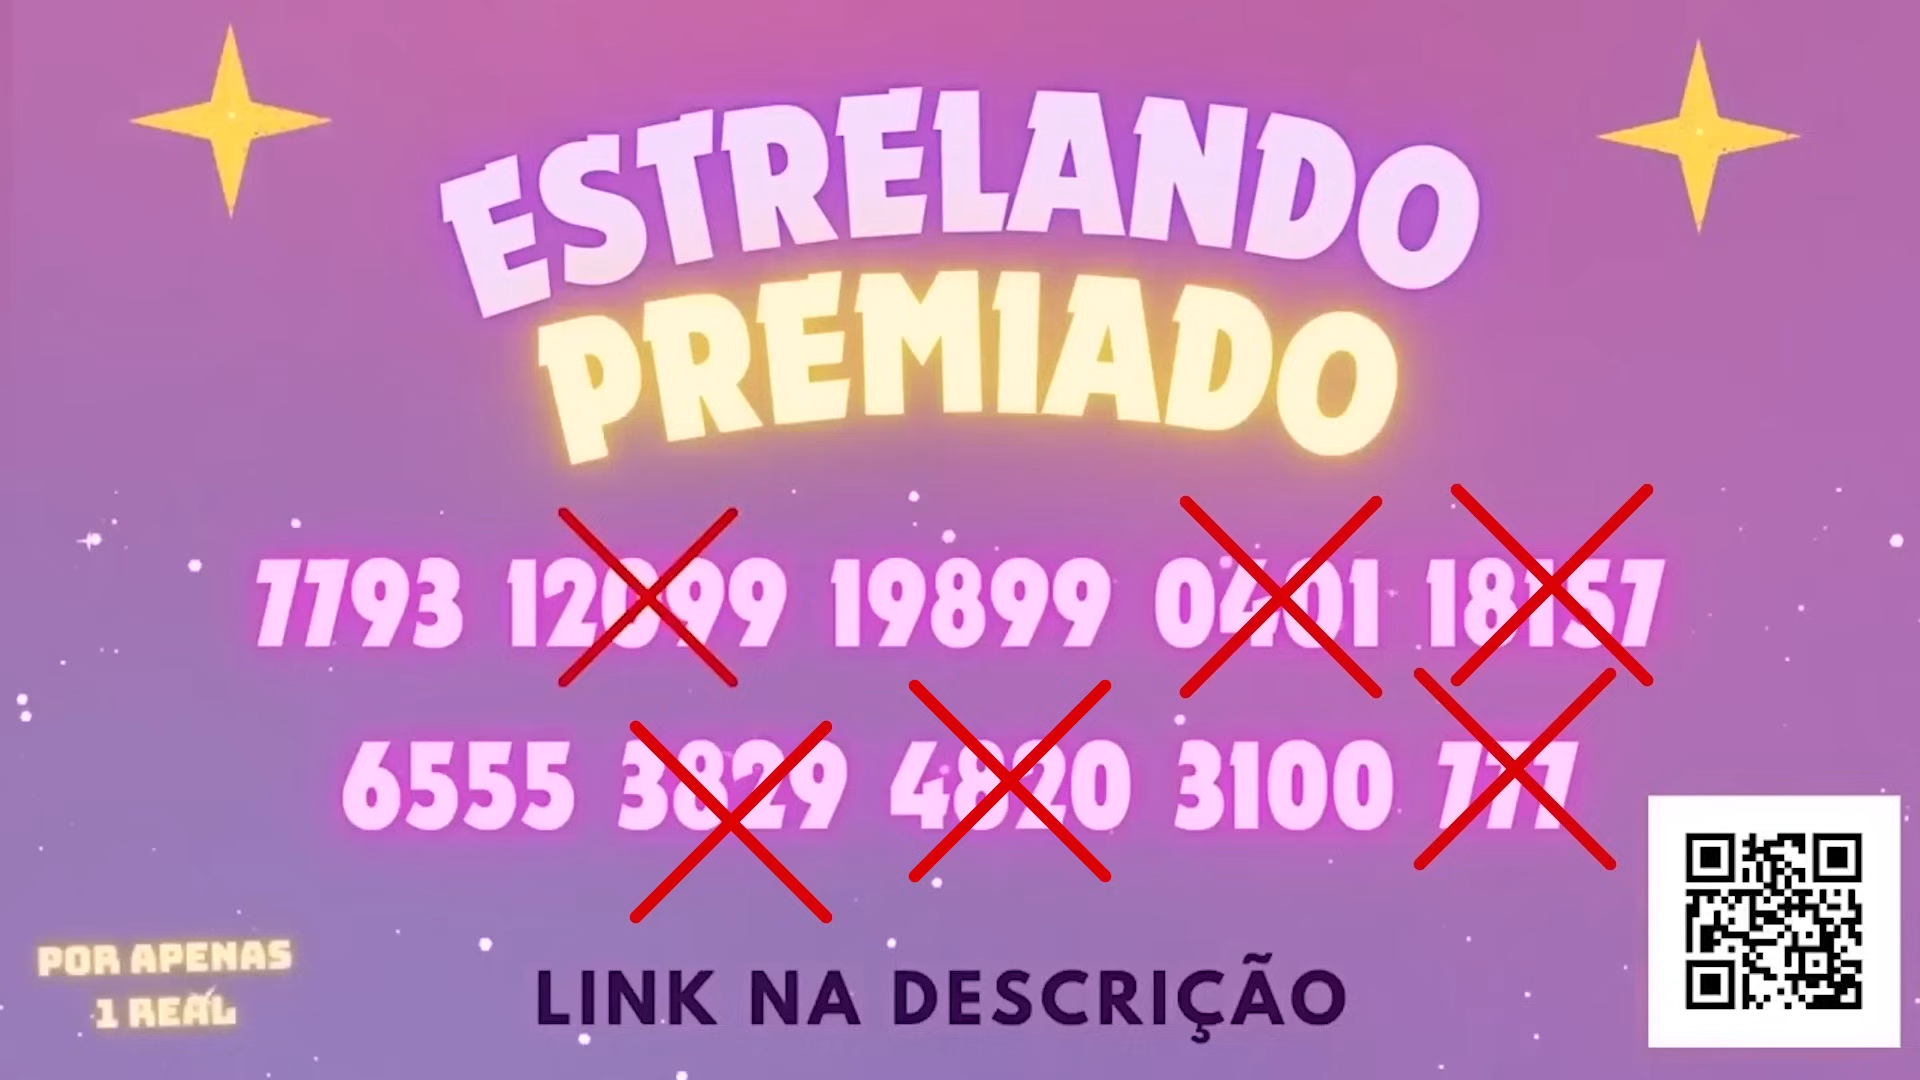 ESTRELANDO
PREMIADO
7793 12099 19899 0401 18157
6555 3829 4820 3100 777
POR APENAS
1 REAL
LINK NA DESCRIÇÃO